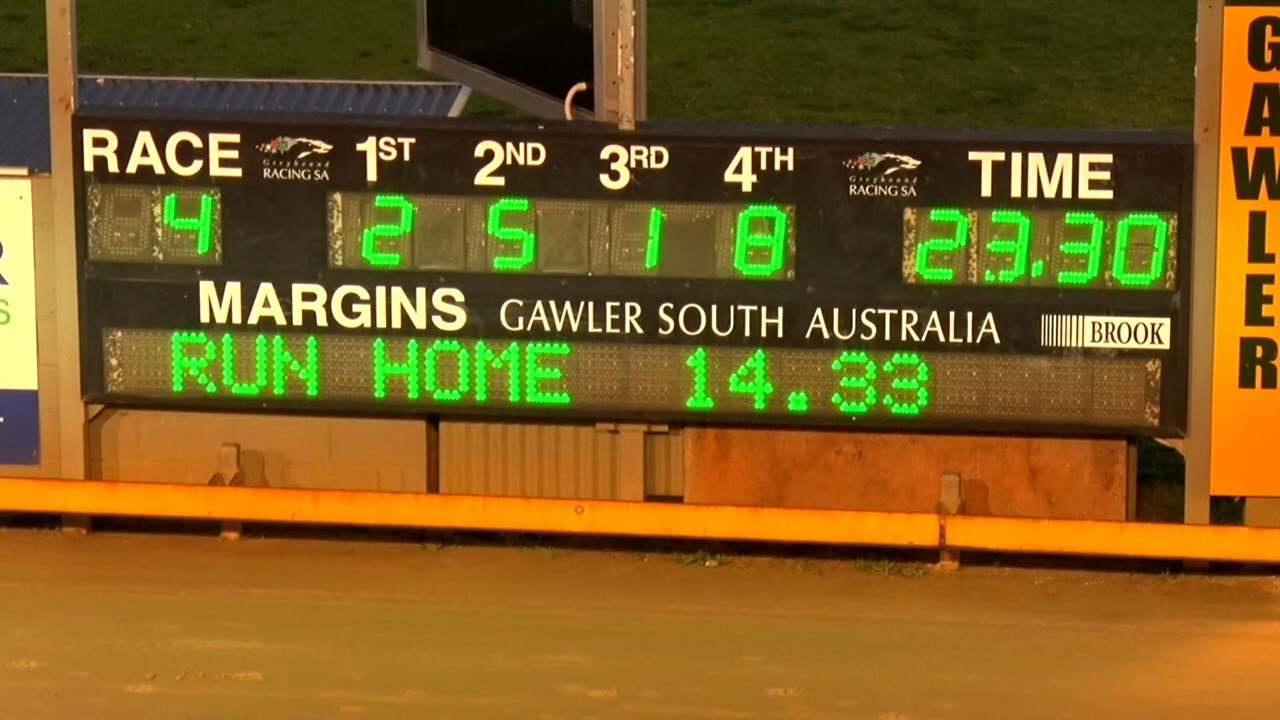 RACE Greyhound RACING SA 1ST 2ND 3RD 4TH Greyhound RACING SA TIME
4 2 5 1 8 23.30
MARGINS GAWLER SOUTH AUSTRALIA BROOK
RUN HOME 14.33
GAWLER